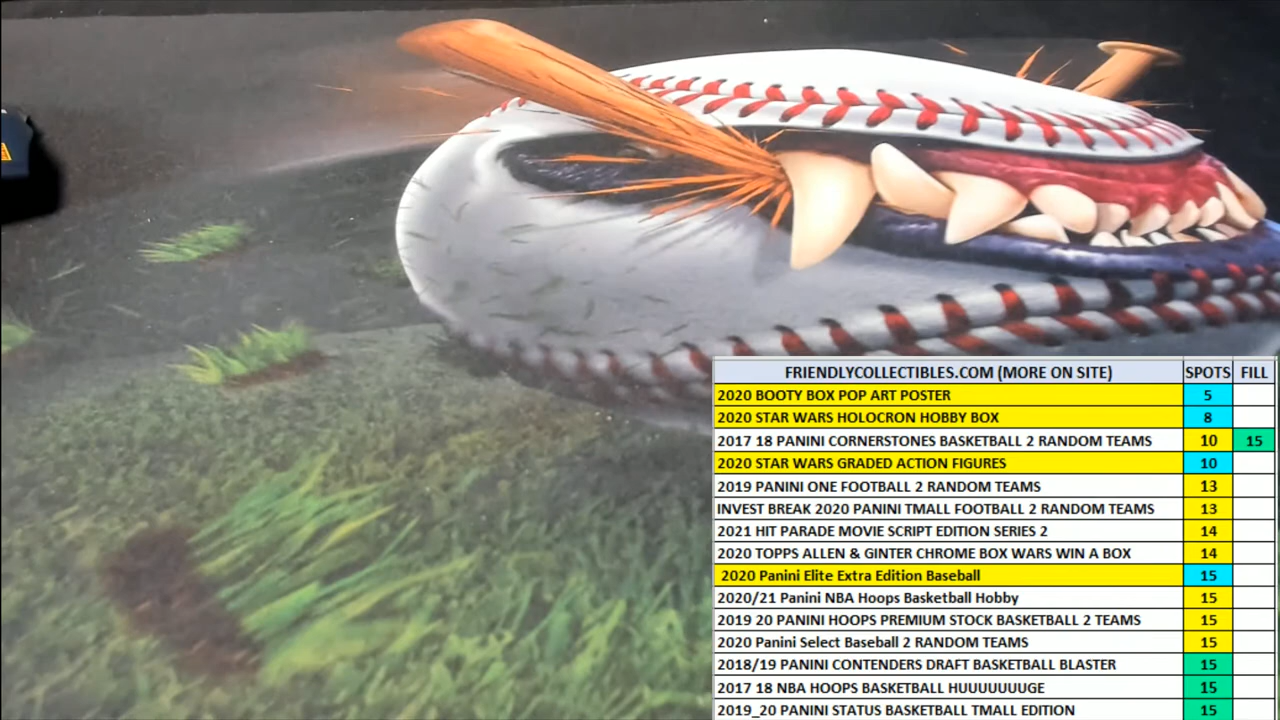 FRIENDLYCOLLECTIBLES.COM (MORE ON SITE) SPOTS FILL
2020 BOOTY BOX POP ART POSTER 5
2020 STAR WARS HOLOCRON HOBBY BOX 8
2017 18 PANINI CORNERSTONES BASKETBALL 2 RANDOM TEAMS 10 15
2020 STAR WARS GRADED ACTION FIGURES 10
2019 PANINI ONE FOOTBALL 2 RANDOM TEAMS 13
INVEST BREAK 2020 PANINI TMALL FOOTBALL 2 RANDOM TEAMS 13
2021 HIT PARADE MOVIE SCRIPT EDITION SERIES 2 14
2020 TOPPS ALLEN & GINTER CHROME BOX WARS WIN A BOX 14
2020 Panini Elite Extra Edition Baseball 15
2020/21 Panini NBA Hoops Basketball Hobby 15
2019 20 PANINI HOOPS PREMIUM STOCK BASKETBALL 2 TEAMS 15
2020 Panini Select Baseball 2 RANDOM TEAMS 15
2018/19 PANINI CONTENDERS DRAFT BASKETBALL BLASTER 15
2017 18 NBA HOOPS BASKETBALL HUUUUUUUGE 15
2019_20 PANINI STATUS BASKETBALL TMALL EDITION 15